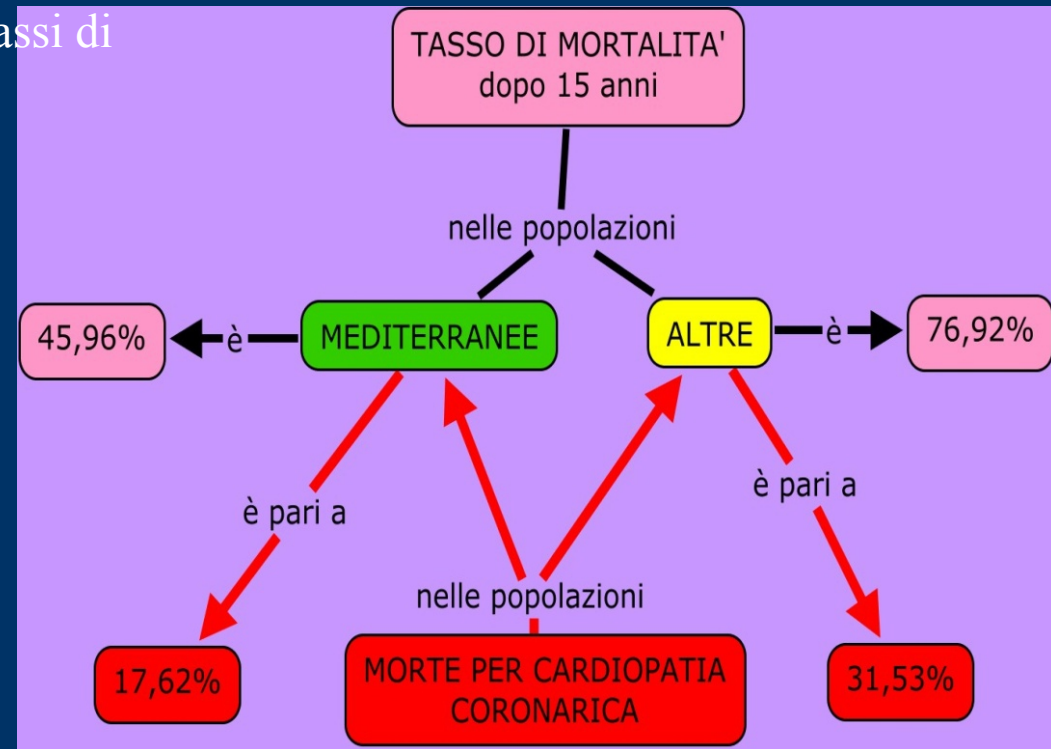 assi di
TASSO DI MORTALITA'
dopo 15 anni
nelle popolazioni
45,96%
è
MEDITERRANEE
ALTRE
è
76,92%
è pari a
è pari a
nelle popolazioni
17,62%
MORTE PER CARDIOPATIA
CORONARICA
31,53%